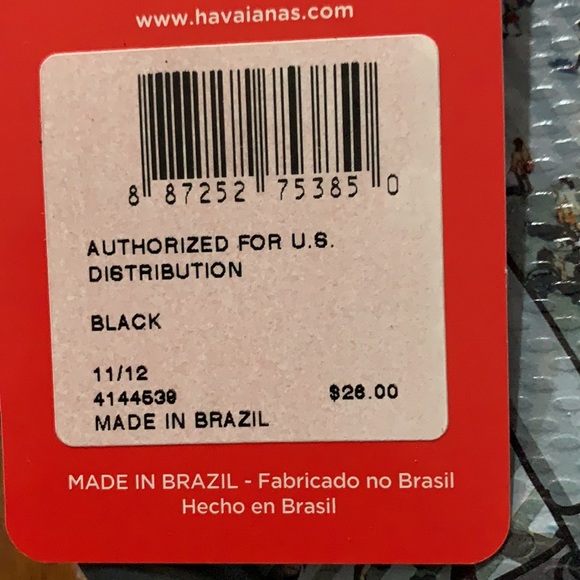 www.havaianas.com
8 87252 75385 0
AUTHORIZED FOR U.S.
DISTRIBUTION
BLACK
11/12
4144539
$26.00
MADE IN BRAZIL
MADE IN BRAZIL - Fabricado no Brasil
Hecho en Brasil